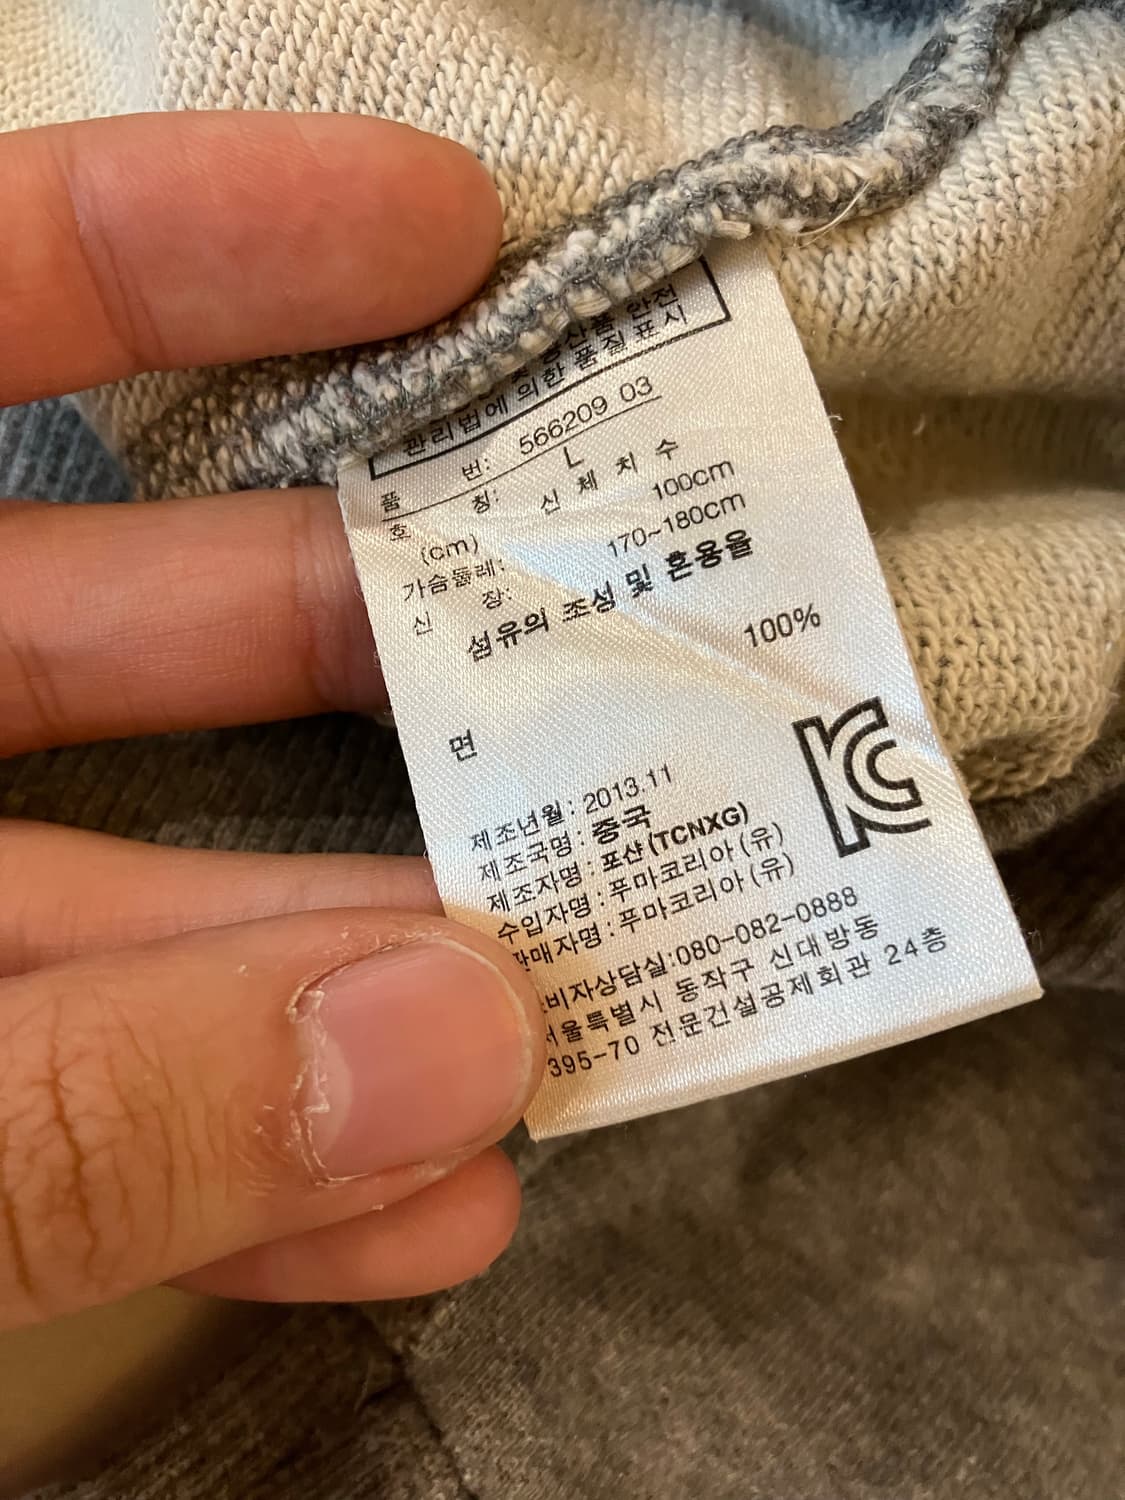 안전
관리법에 의한 품질 표시
품 번: 566209 03
호 칭: L
(cm) 신 체 치 수
가슴둘레: 100cm
신 장: 170~180cm
섬유의 조성 및 혼용율
면 100%
제조년월: 2013.11
제조국명: 중국
제조자명: 포샨(TCNXG)
수입자명: 푸마코리아(유)
판매자명: 푸마코리아(유)
비자상담실:080-082-0888
서울특별시 동작구 신대방동
395-70 전문건설공제회관 24층